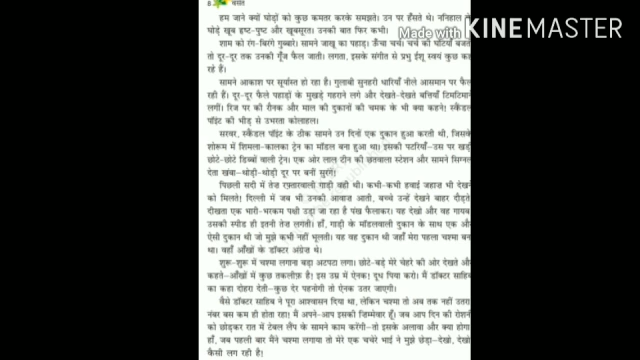 8 वसंत
Made with KINEMASTER
हम जाने क्यों घोड़ों को कुछ कमतर करके समझते। उन पर हँसते थे। ननिहाल
घोड़े खूब हृष्ट-पुष्ट और खूबसूरत। उनकी बात फिर कभी।
शाम को रंग-बिरंगे गुब्बारे। सामने जाखू का पहाड़। ऊँचा चर्च। चर्च की घंटियाँ बजतीं
तो दूर-दूर तक उनकी गूँज फैल जाती। लगता, इसके संगीत से प्रभु ईशू स्वयं कुछ कह
रहे हैं।
सामने आकाश पर सूर्यास्त हो रहा है। गुलाबी सुनहरी धारियाँ नीले आसमान पर फैल
रही हैं। दूर-दूर फैले पहाड़ों के मुखड़े गहराने लगे और देखते-देखते बत्तियाँ टिमटिमाने
लगीं। रिज पर की रौनक और माल की दुकानों की चमक के भी क्या कहने! स्कैंडल
पॉइंट की भीड़ से उभरता कोलाहल।
सरवर, स्कैंडल पॉइंट के ठीक सामने उन दिनों एक दुकान हुआ करती थी, जिसके
शोरूम में शिमला-कालका ट्रेन का मॉडल बना हुआ था। इसकी पटरियाँ-उस पर खड़ी
छोटे-छोटे डिब्बों वाली ट्रेन। एक ओर लाल टीन की छतवाला स्टेशन और सामने सिग्नल
देता खंबा-थोड़ी-थोड़ी दूर पर बनीं सुरंगें!
पिछली सदी में तेज़ रफ़्तारवाली गाड़ी वही थी। कभी-कभी हवाई जहाज़ भी देखने
को मिलते! दिल्ली में जब भी उनकी आवाज़ आती, बच्चे उन्हें देखने बाहर दौड़ते
दीखता एक भारी-भरकम पक्षी उड़ा जा रहा है पंख फैलाकर। यह देखो और वह गायब
उसकी स्पीड ही इतनी तेज़ लगती। हाँ, गाड़ी के मॉडलवाली दुकान के साथ एक और
ऐसी दुकान थी जो मुझे कभी नहीं भूलती। यह वह दुकान थी जहाँ मेरा पहला चश्मा बना
था। वहाँ आँखों के डॉक्टर अंग्रेज़ थे।
शुरू-शुरू में चश्मा लगाना बड़ा अटपटा लगा। छोटे-बड़े मेरे चेहरे की ओर देखते और
कहते-आँखों में कुछ तकलीफ़ है! इस उम्र में ऐनक! दूध पिया करो। मैं डॉक्टर साहिब
का कहा दोहरा देती-कुछ देर पहनोगी तो ऐनक उतर जाएगी।
वैसे डॉक्टर साहिब ने पूरा आश्वासन दिया था, लेकिन चश्मा तो अब तक नहीं उतरा
नंबर बस कम ही होता रहा! मैं अपने-आप इसकी ज़िम्मेवार हूँ। जब आप दिन की रोशनी
को छोड़कर रात में टेबल लैंप के सामने काम करेंगी-तो इसके अलावा और क्या होगा
हाँ, जब पहली बार मैंने चश्मा लगाया तो मेरे एक चचेरे भाई ने मुझे छेड़ा-देखो, देखो
कैसी लग रही है!